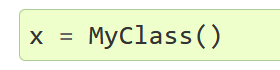 x = MyClass()